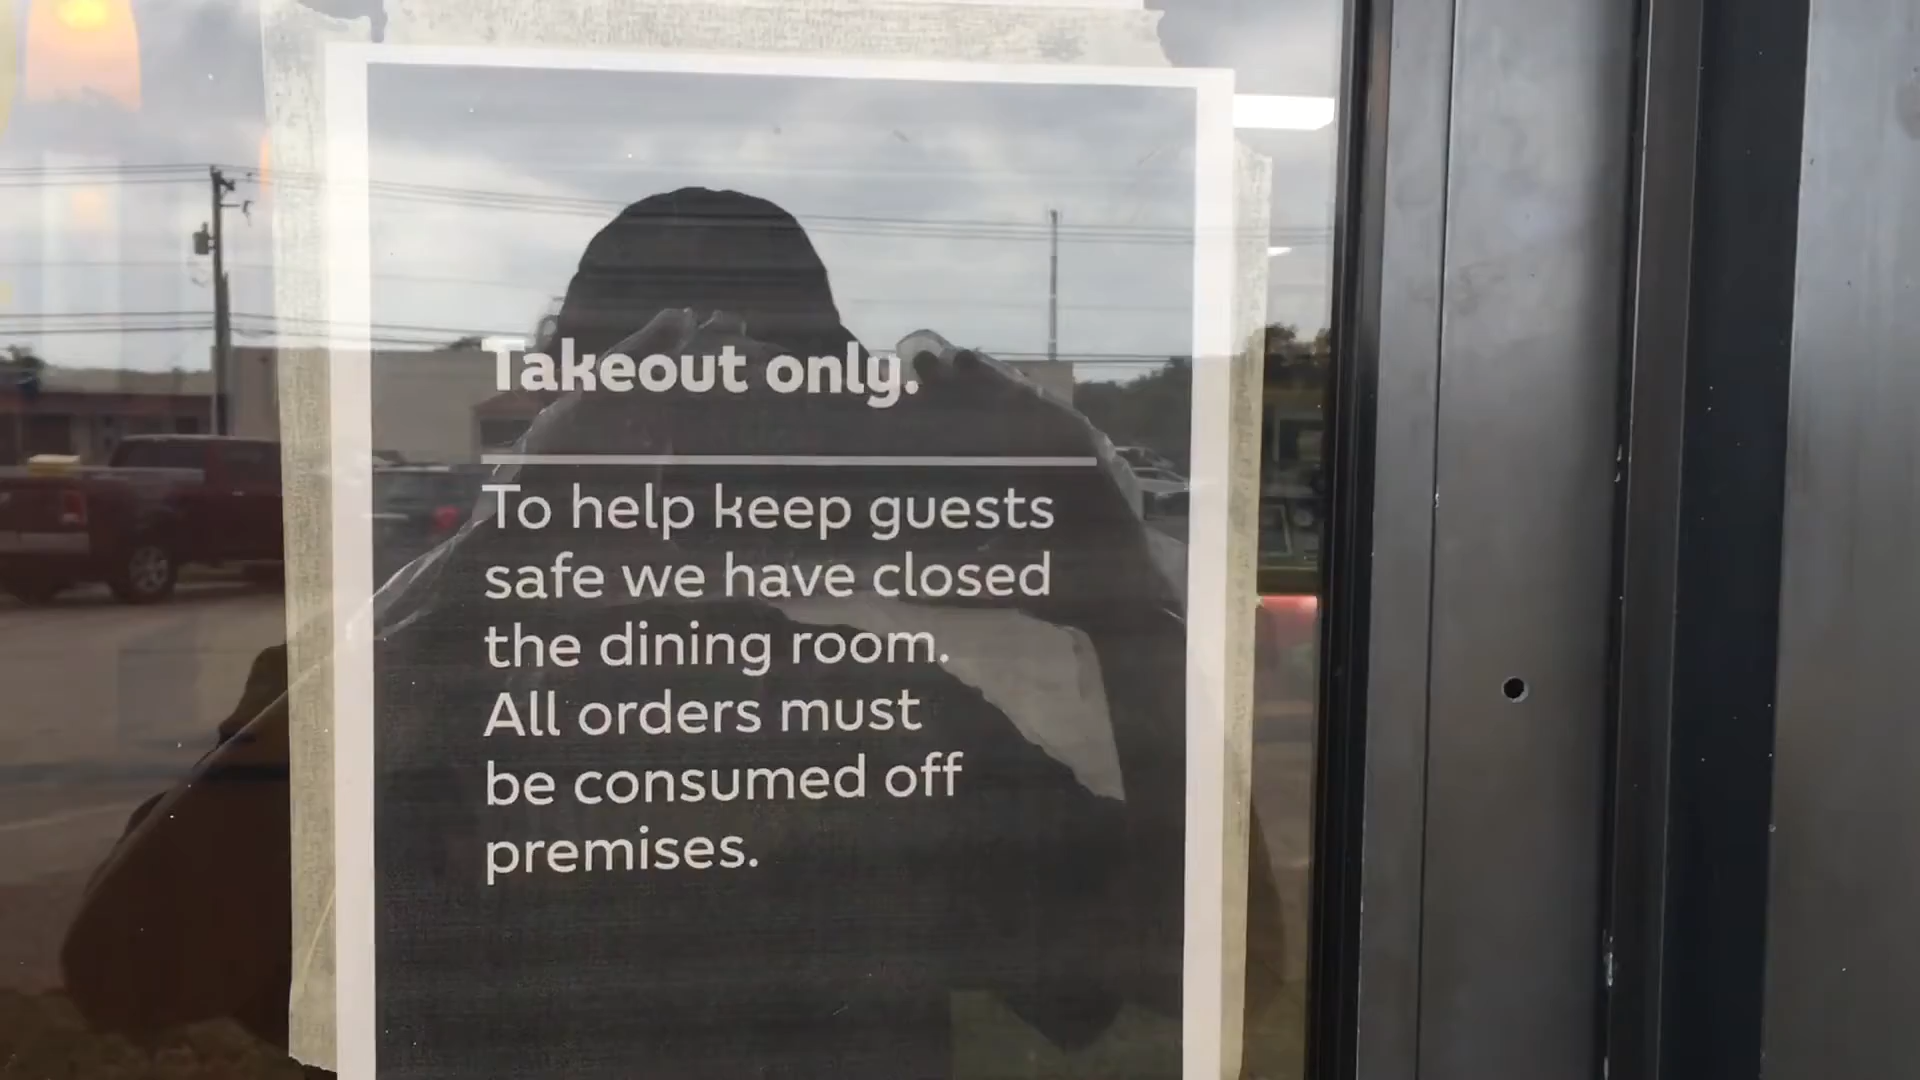 Takeout only.
To help keep guests
safe we have closed
the dining room.
All orders must
be consumed off
premises.